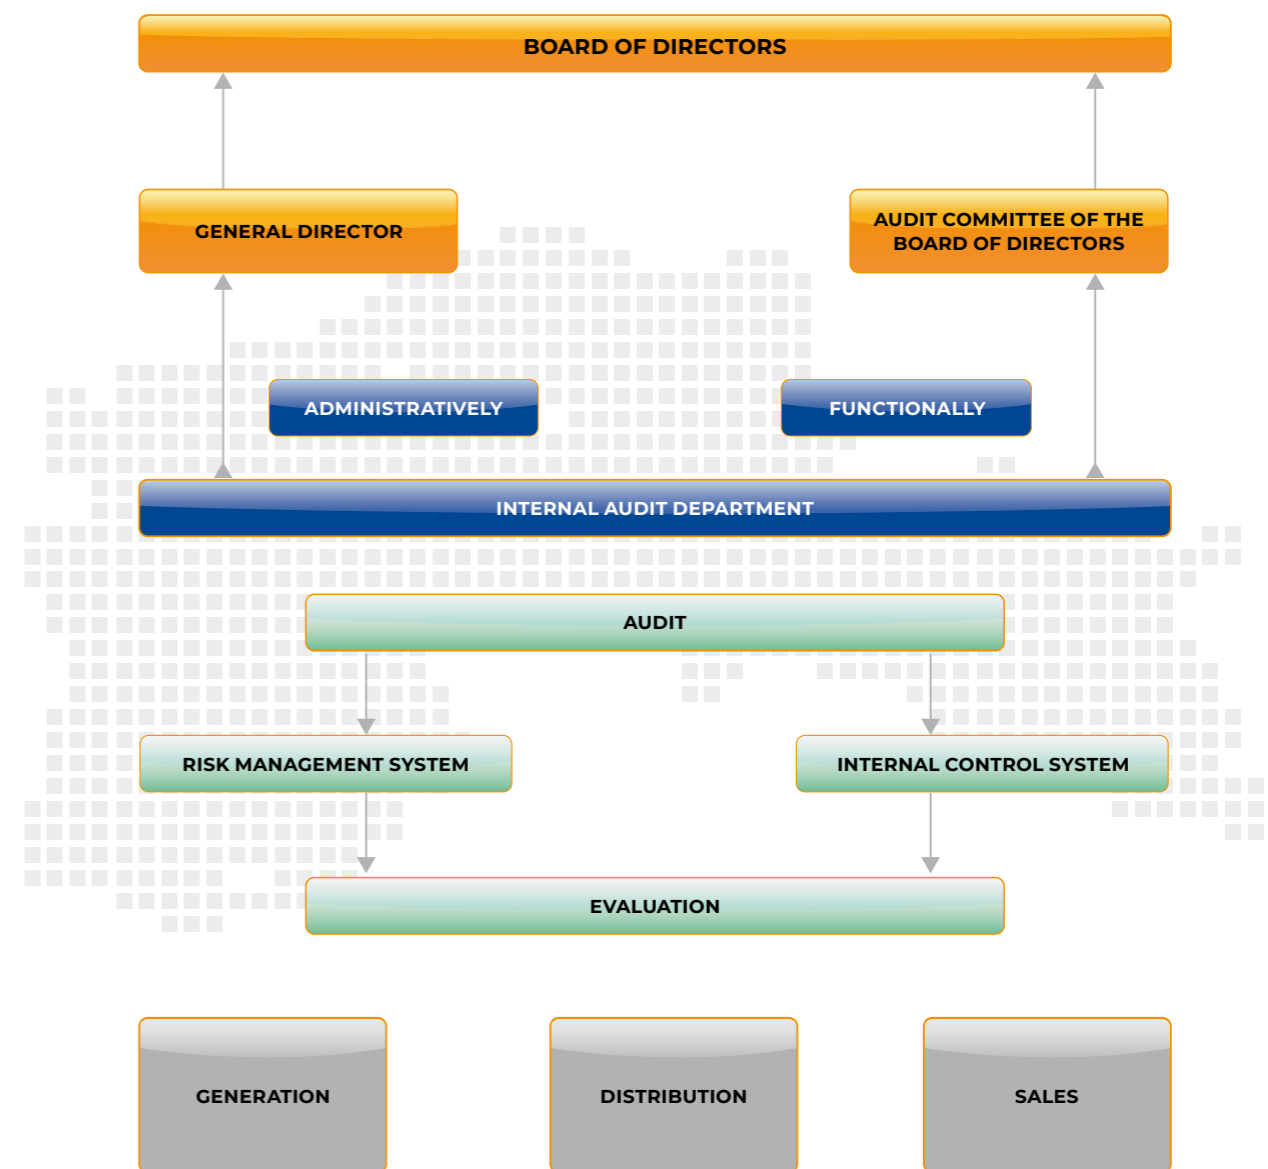 BOARD OF DIRECTORS
GENERAL DIRECTOR
AUDIT COMMITTEE OF THE
BOARD OF DIRECTORS
ADMINISTRATIVELY
FUNCTIONALLY
INTERNAL AUDIT DEPARTMENT
AUDIT
RISK MANAGEMENT SYSTEM
INTERNAL CONTROL SYSTEM
EVALUATION
GENERATION
DISTRIBUTION
SALES